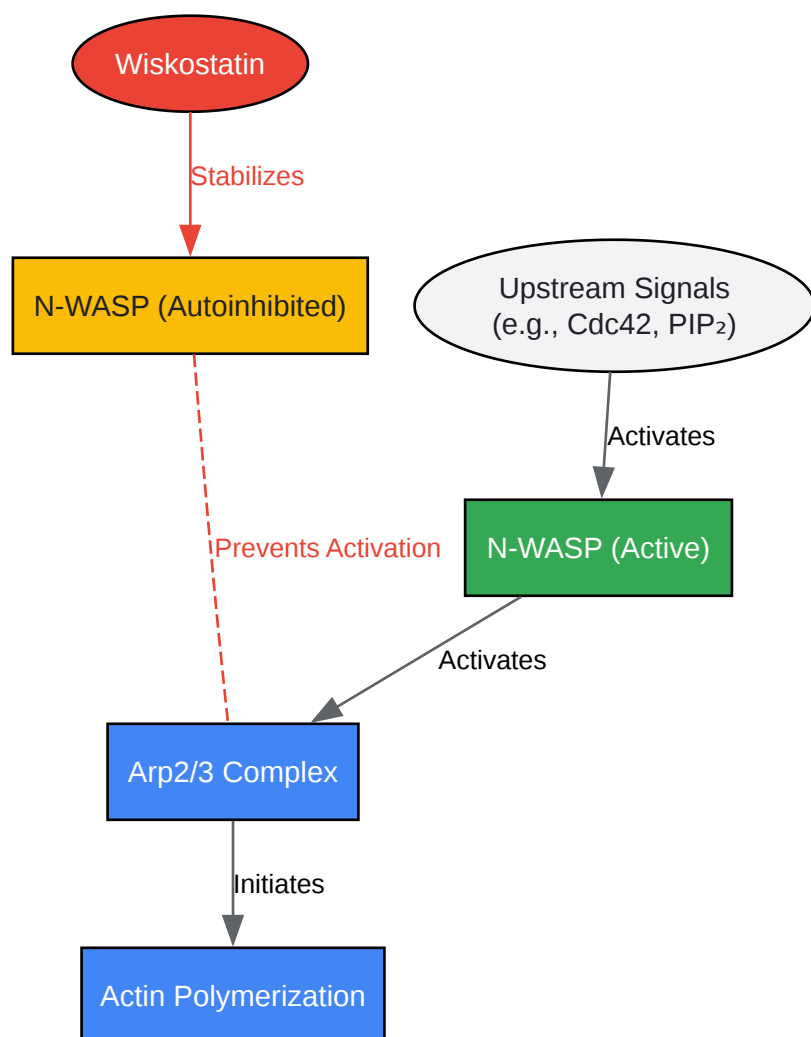 Wiskostatin
Stabilizes
N-WASP (Autoinhibited)
Upstream Signals
(e.g., Cdc42, PIP₂)
Activates
Prevents Activation
N-WASP (Active)
Activates
Arp2/3 Complex
Initiates
Actin Polymerization